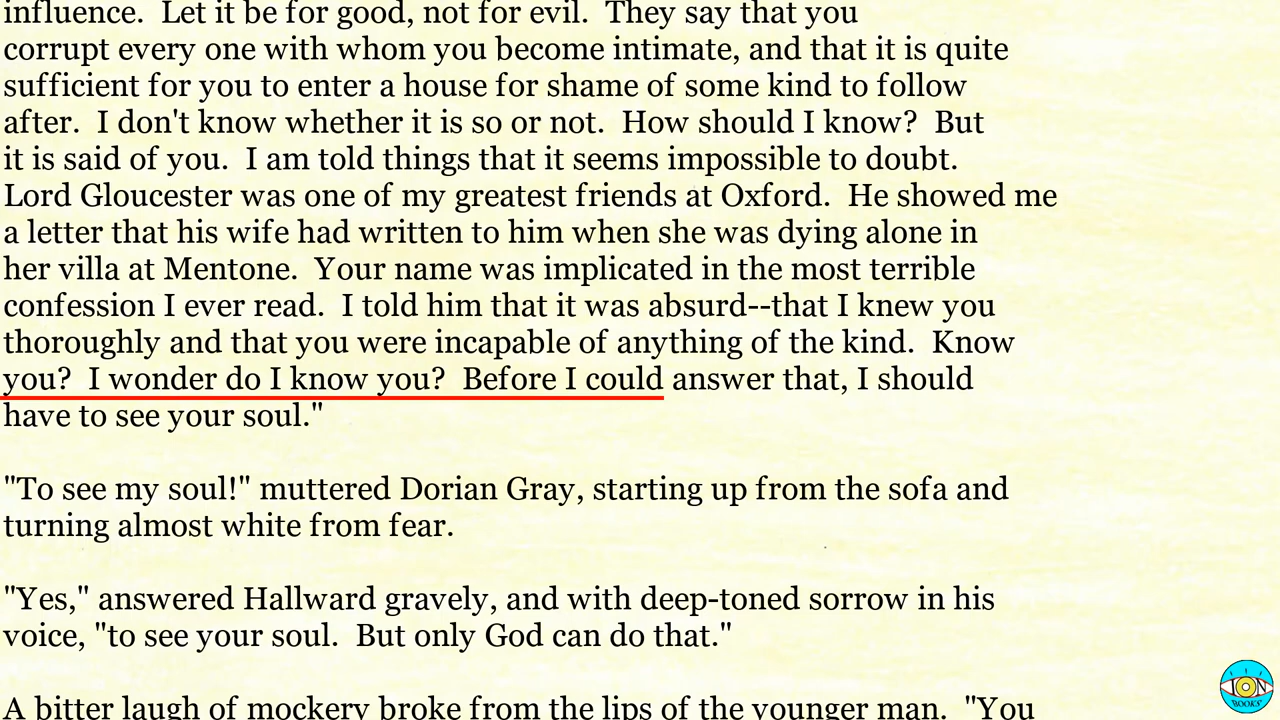 influence.  Let it be for good, not for evil.  They say that you
corrupt every one with whom you become intimate, and that it is quite
sufficient for you to enter a house for shame of some kind to follow
after.  I don't know whether it is so or not.  How should I know?  But
it is said of you.  I am told things that it seems impossible to doubt.
Lord Gloucester was one of my greatest friends at Oxford.  He showed me
a letter that his wife had written to him when she was dying alone in
her villa at Mentone.  Your name was implicated in the most terrible
confession I ever read.  I told him that it was absurd--that I knew you
thoroughly and that you were incapable of anything of the kind.  Know
you?  I wonder do I know you?  Before I could answer that, I should
have to see your soul."
"To see my soul!" muttered Dorian Gray, starting up from the sofa and
turning almost white from fear.
"Yes," answered Hallward gravely, and with deep-toned sorrow in his
voice, "to see your soul.  But only God can do that."
A bitter laugh of mockery broke from the lips of the younger man.  "You
ION
BOOKS